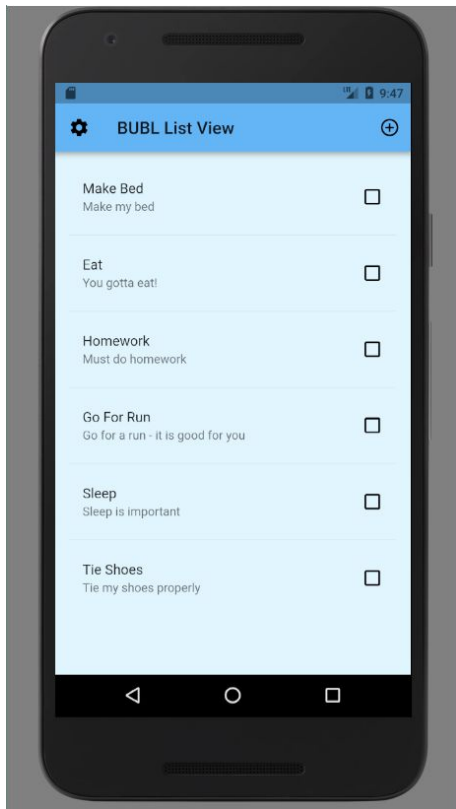 9:47
BUBL List View
Make Bed
Make my bed
Eat
You gotta eat!
Homework
Must do homework
Go For Run
Go for a run - it is good for you
Sleep
Sleep is important
Tie Shoes
Tie my shoes properly